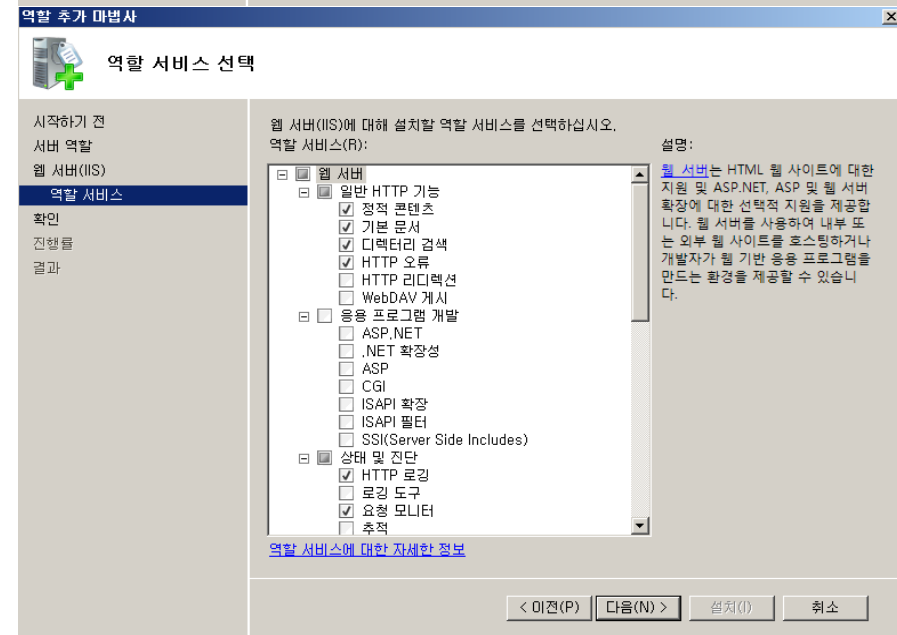 역할 추가 마법사
역할 서비스 선택
시작하기 전
서버 역할
웹 서버(IIS)
역할 서비스
확인
진행률
결과
웹 서버(IIS)에 대해 설치할 역할 서비스를 선택하십시오.
역할 서비스(R):
웹 서버
일반 HTTP 기능
정적 콘텐츠
기본 문서
디렉터리 검색
HTTP 오류
HTTP 리디렉션
WebDAV 게시
응용 프로그램 개발
ASP.NET
.NET 확장성
ASP
CGI
ISAPI 확장
ISAPI 필터
SSI(Server Side Includes)
상태 및 진단
HTTP 로깅
로깅 도구
요청 모니터
추적
역할 서비스에 대한 자세한 정보
설명:
웹 서버는 HTML 웹 사이트에 대한
지원 및 ASP.NET, ASP 및 웹 서버
확장에 대한 선택적 지원을 제공합
니다. 웹 서버를 사용하여 내부 또
는 외부 웹 사이트를 호스팅하거나
개발자가 웹 기반 응용 프로그램을
만드는 환경을 제공할 수 있습니
다.
< 이전(P) 다음(N) > 설치(I) 취소